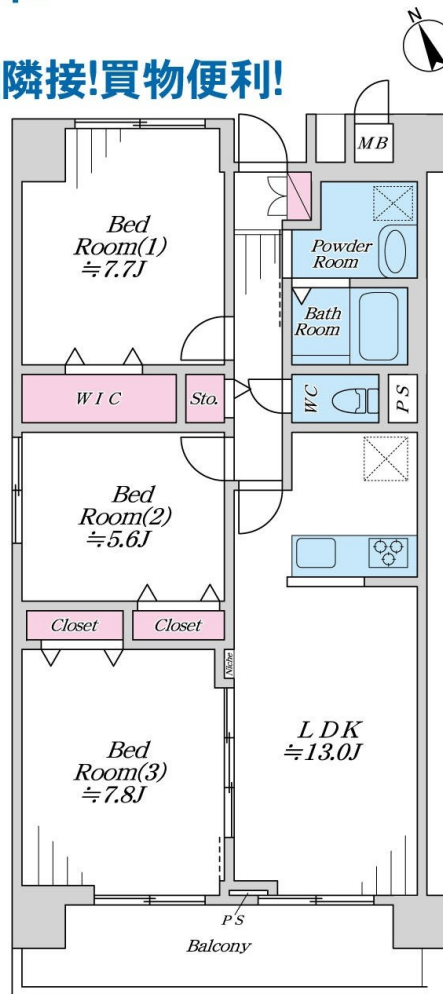 N
隣接!買物便利!
MB
Bed
Room(1)
≒7.7J
Powder
Room
Bath
Room
WIC
Sto.
WC
PS
Bed
Room(2)
≒5.6J
Closet
Closet
Niche
LDK
≒13.0J
Bed
Room(3)
≒7.8J
PS
Balcony